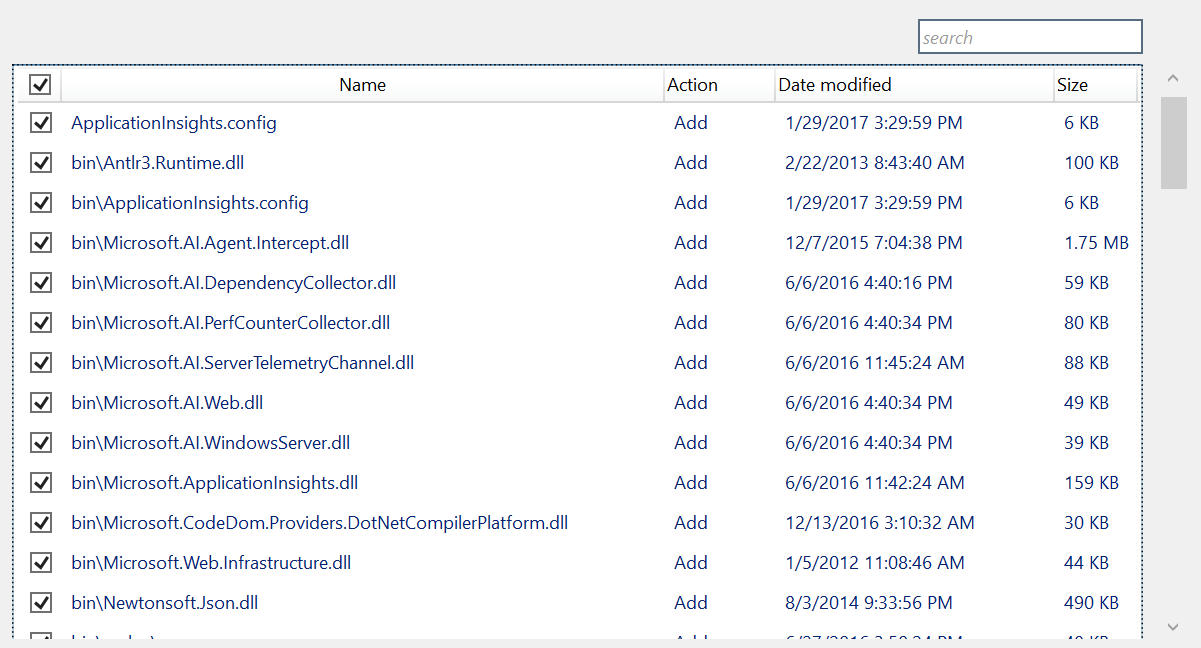 search
Name Action Date modified Size
ApplicationInsights.config Add 1/29/2017 3:29:59 PM 6 KB
bin\Antlr3.Runtime.dll Add 2/22/2013 8:43:40 AM 100 KB
bin\ApplicationInsights.config Add 1/29/2017 3:29:59 PM 6 KB
bin\Microsoft.AI.Agent.Intercept.dll Add 12/7/2015 7:04:38 PM 1.75 MB
bin\Microsoft.AI.DependencyCollector.dll Add 6/6/2016 4:40:16 PM 59 KB
bin\Microsoft.AI.PerfCounterCollector.dll Add 6/6/2016 4:40:34 PM 80 KB
bin\Microsoft.AI.ServerTelemetryChannel.dll Add 6/6/2016 11:45:24 AM 88 KB
bin\Microsoft.AI.Web.dll Add 6/6/2016 4:40:34 PM 49 KB
bin\Microsoft.AI.WindowsServer.dll Add 6/6/2016 4:40:34 PM 39 KB
bin\Microsoft.ApplicationInsights.dll Add 6/6/2016 11:42:24 AM 159 KB
bin\Microsoft.CodeDom.Providers.DotNetCompilerPlatform.dll Add 12/13/2016 3:10:32 AM 30 KB
bin\Microsoft.Web.Infrastructure.dll Add 1/5/2012 11:08:46 AM 44 KB
bin\Newtonsoft.Json.dll Add 8/3/2014 9:33:56 PM 490 KB